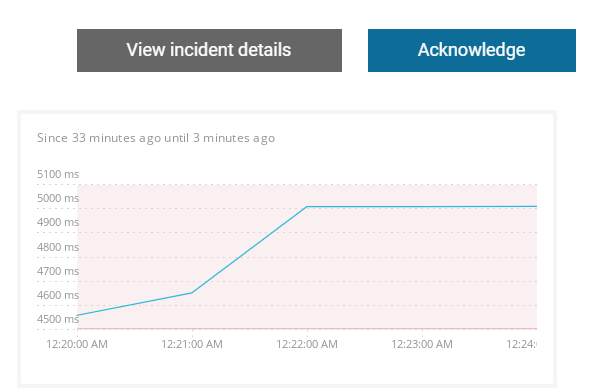 View incident details
Acknowledge
Since 33 minutes ago until 3 minutes ago
5100 ms
5000 ms
4900 ms
4800 ms
4700 ms
4600 ms
4500 ms
12:20:00 AM 12:21:00 AM 12:22:00 AM 12:23:00 AM 12:24: